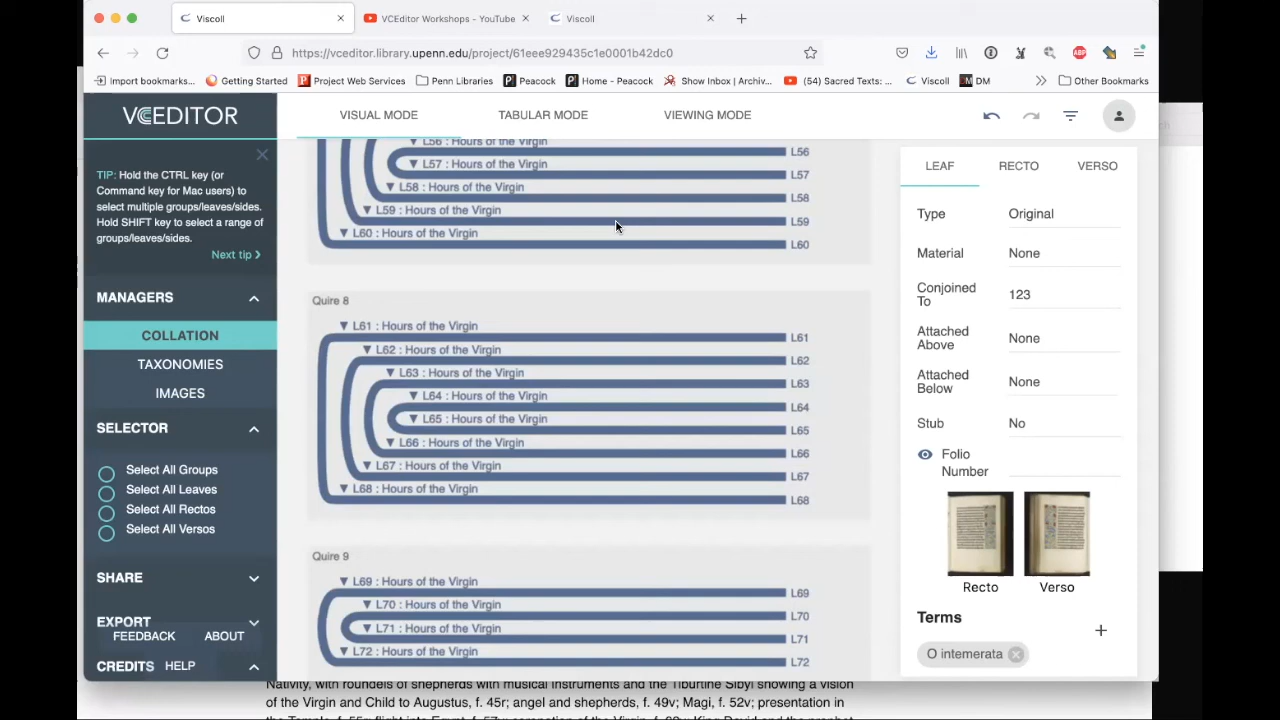 Viscoll
VCEditor Workshops - YouTube
Viscoll
https://vceditor.library.upenn.edu/project/61eee929435c1e0001b42dc0
Import bookmarks...
Getting Started
Project Web Services
Penn Libraries
Peacock
Home - Peacock
Show Inbox | Archiv...
(54) Sacred Texts: ...
Viscoll
DM
Other Bookmarks
VCEDITOR
VISUAL MODE
TABULAR MODE
VIEWING MODE
TIP: Hold the CTRL key (or
Command key for Mac users) to
select multiple groups/leaves/sides.
Hold SHIFT key to select a range of
groups/leaves/sides.
Next tip
MANAGERS
COLLATION
TAXONOMIES
IMAGES
SELECTOR
Select All Groups
Select All Leaves
Select All Rectos
Select All Versos
SHARE
EXPORT
FEEDBACK
ABOUT
CREDITS
HELP
L56 : Hours of the Virgin
L56
L57 : Hours of the Virgin
L57
L58 : Hours of the Virgin
L58
L59 : Hours of the Virgin
L59
L60 : Hours of the Virgin
L60
Quire 8
L61 : Hours of the Virgin
L61
L62 : Hours of the Virgin
L62
L63 : Hours of the Virgin
L63
L64 : Hours of the Virgin
L64
L65 : Hours of the Virgin
L65
L66 : Hours of the Virgin
L66
L67 : Hours of the Virgin
L67
L68 : Hours of the Virgin
L68
Quire 9
L69 : Hours of the Virgin
L69
L70 : Hours of the Virgin
L70
L71 : Hours of the Virgin
L71
L72 : Hours of the Virgin
L72
LEAF
RECTO
VERSO
Type
Original
Material
None
Conjoined
To
123
Attached
Above
None
Attached
Below
None
Stub
No
Folio
Number
Recto
Verso
Terms
O intemerata
Nativity, with roundels of shepherds with musical instruments and the Tiburtine Sibyl showing a vision
of the Virgin and Child to Augustus, f. 45r; angel and shepherds, f. 49v; Magi, f. 52v; presentation in